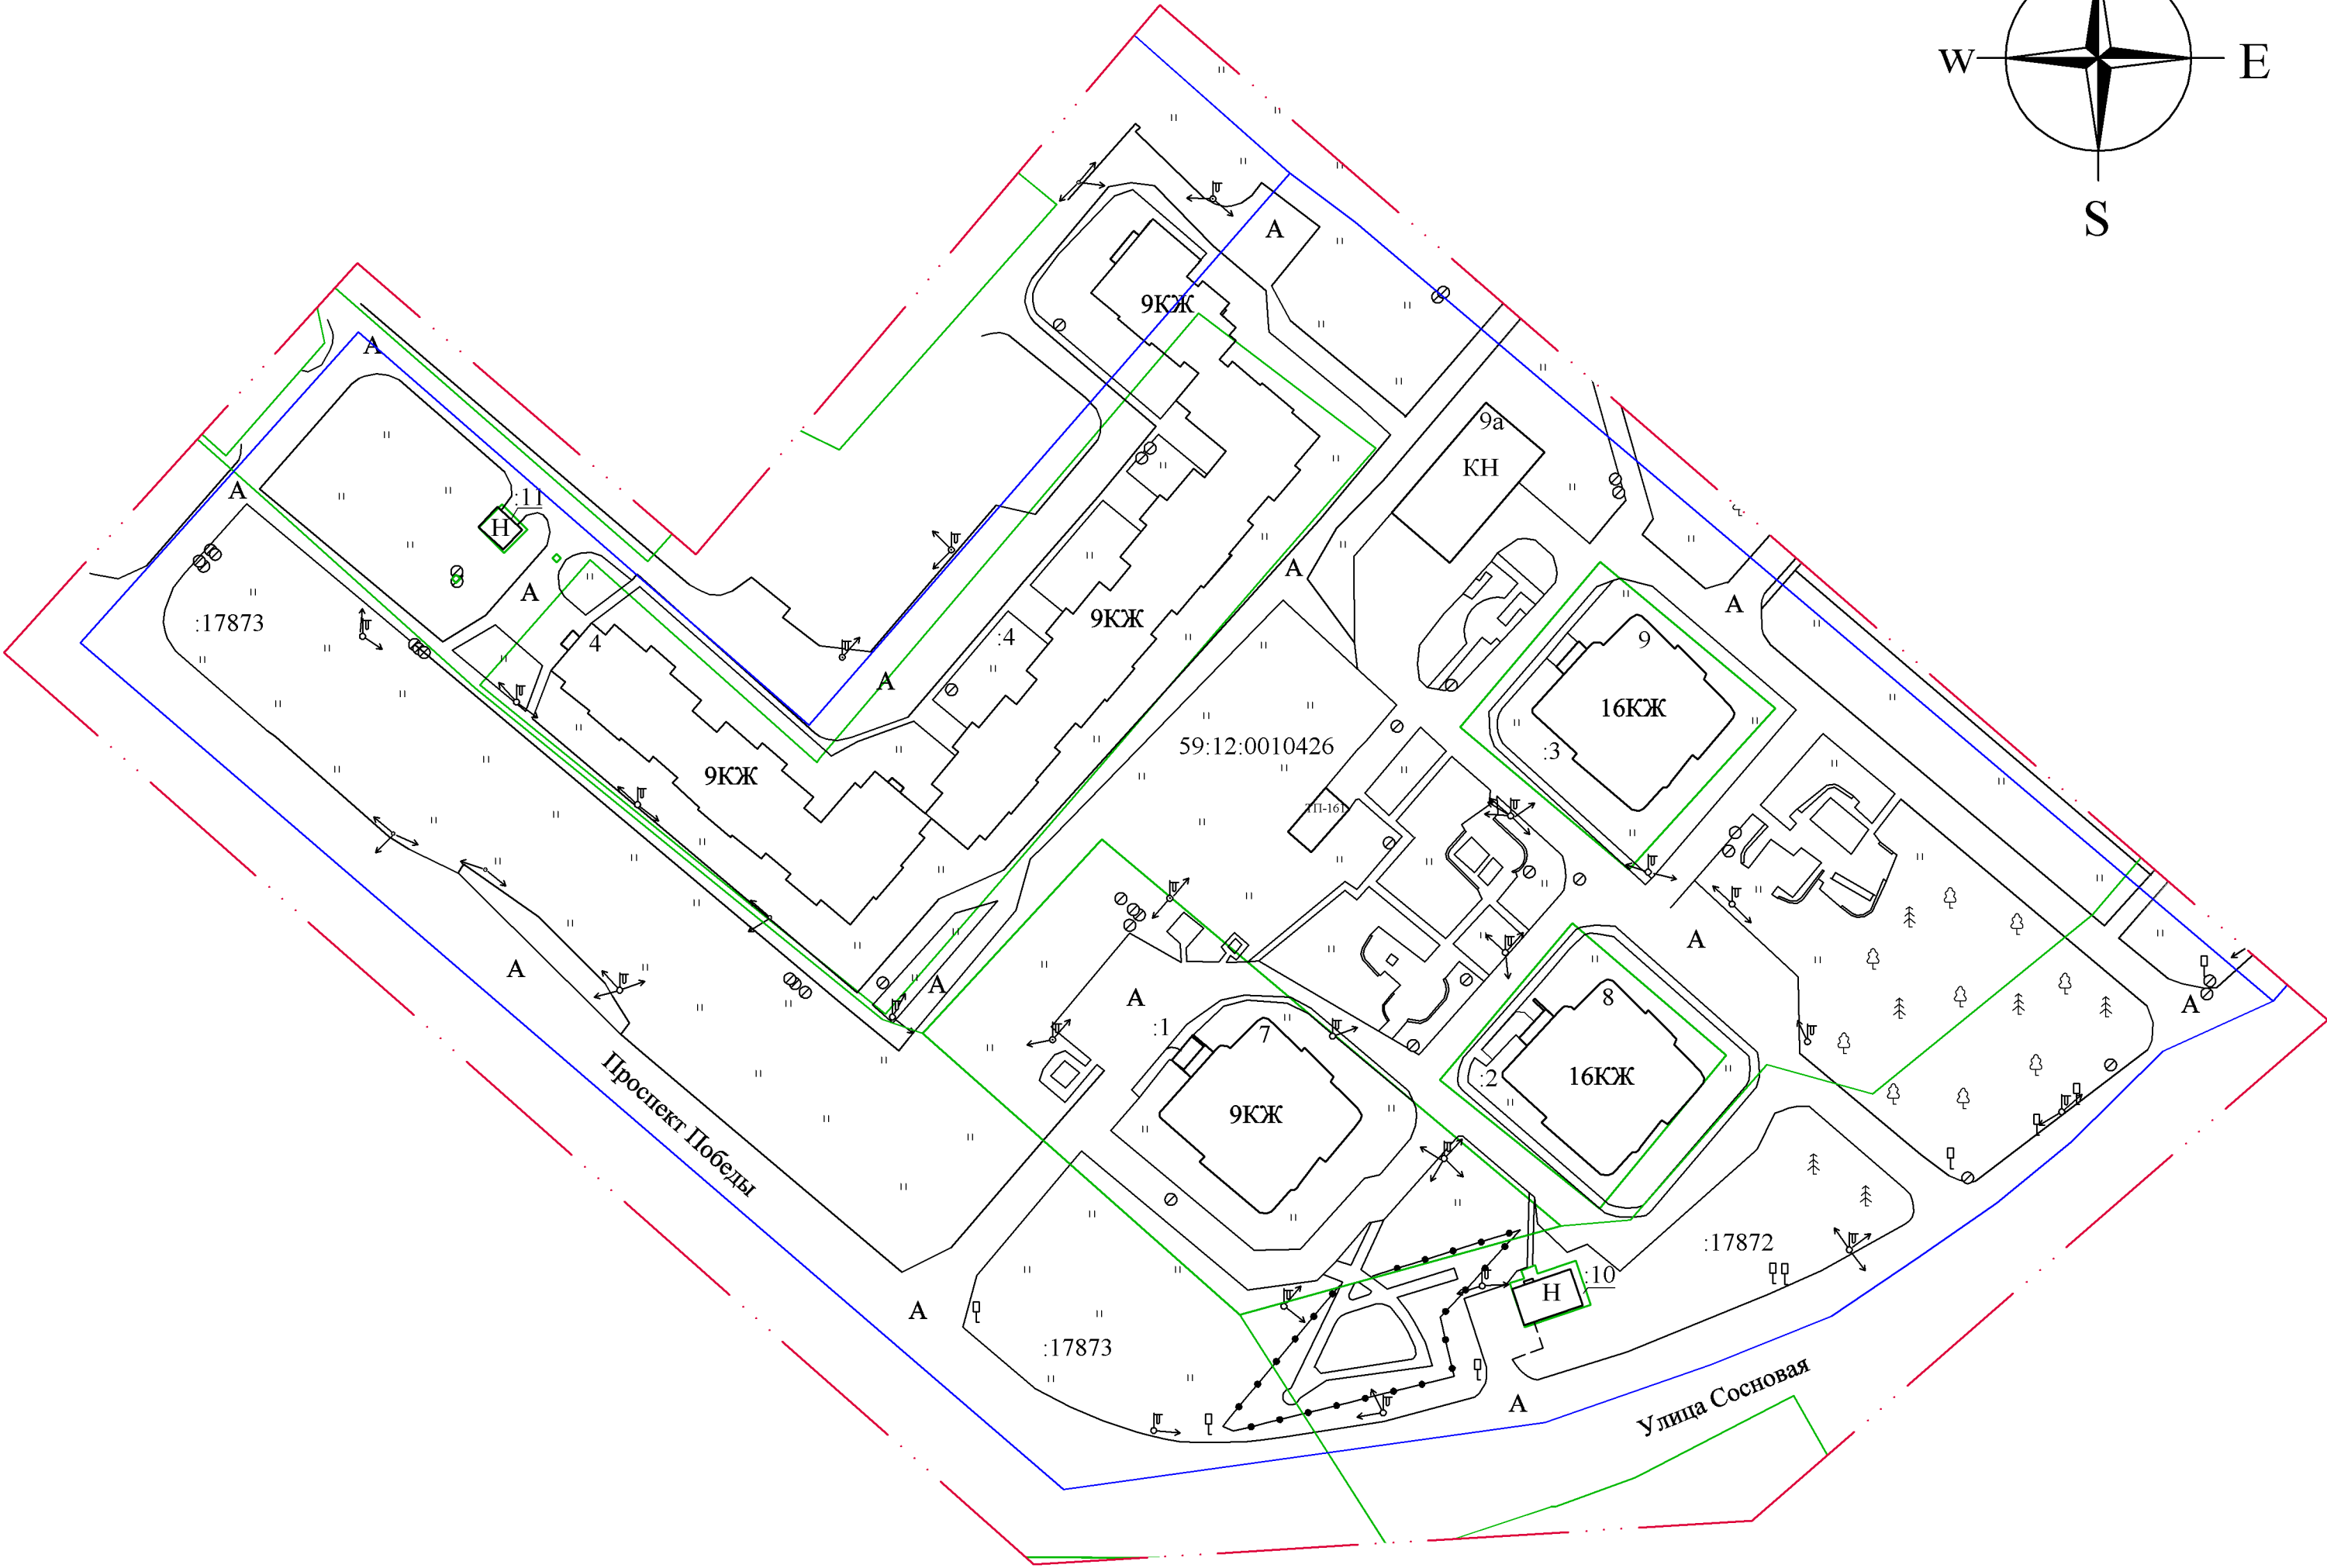 W
E
S
А
9КЖ
А
9а
КН
А
:11
Н
А
:17873
А
4
:4
9КЖ
А
А
9
16КЖ
:3
59:12:0010426
9КЖ
ТП-161
А
А
А
А
:1
7
8
:2
16КЖ
9КЖ
А
Проспект Победы
:17872
:10
Н
А
:17873
А
Улица Сосновая